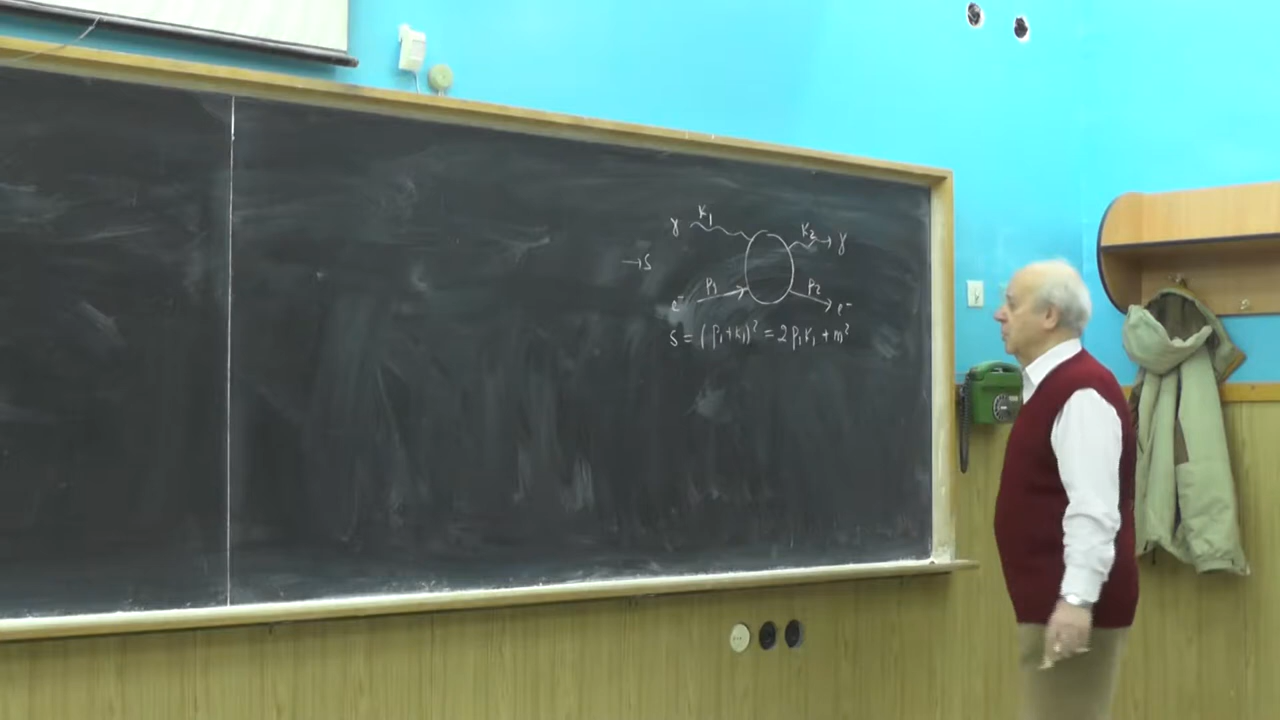 γ k₁ k₂ γ
→ s
e⁻ p₁ p₂ e⁻
s = (p₁+k₁)² = 2p₁k₁ + m²